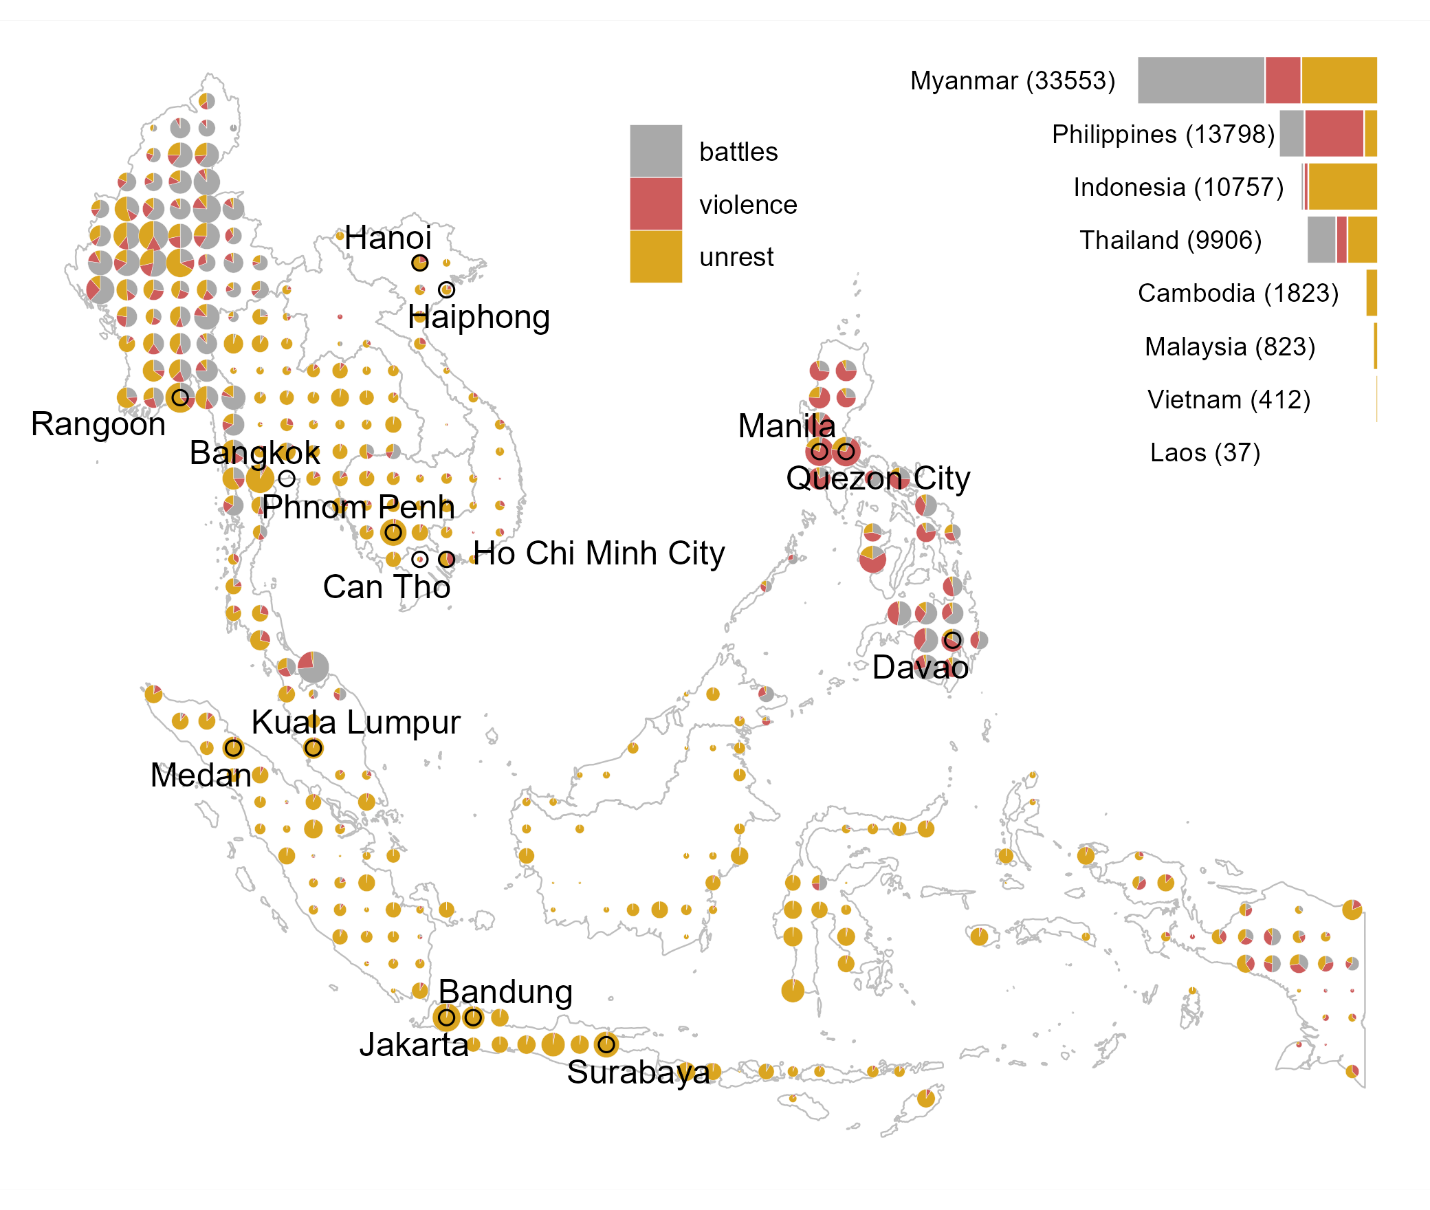 Myanmar (33553)
Philippines (13798)
Indonesia (10757)
Thailand (9906)
Cambodia (1823)
Malaysia (823)
Vietnam (412)
Laos (37)
battles
violence
unrest
Hanoi
Haiphong
Rangoon
Bangkok
Phnom Penh
Ho Chi Minh City
Can Tho
Manila
Quezon City
Davao
Kuala Lumpur
Medan
Bandung
Jakarta
Surabaya